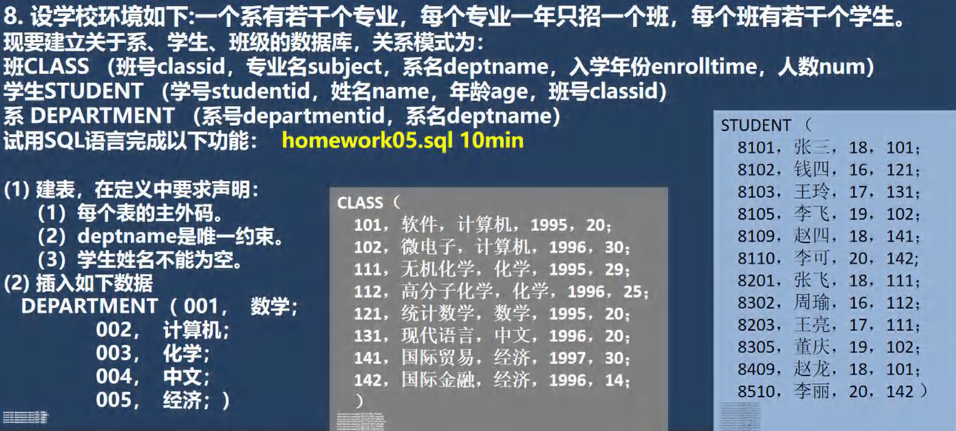 8. 设学校环境如下:一个系有若干个专业，每个专业一年只招一个班，每个班有若干个学生。
现要建立关于系、学生、班级的数据库，关系模式为：
班CLASS （班号classid，专业名subject，系名deptname，入学年份enrolltime，人数num）
学生STUDENT （学号studentid，姓名name，年龄age，班号classid）
系 DEPARTMENT （系号departmentid，系名deptname）
试用SQL语言完成以下功能： homework05.sql 10min
(1) 建表，在定义中要求声明：
（1）每个表的主外码。
（2）deptname是唯一约束。
（3）学生姓名不能为空。
(2) 插入如下数据
DEPARTMENT（ 001， 数学；
002， 计算机；
003， 化学；
004， 中文；
005， 经济；）
CLASS（
101，软件，计算机，1995，20；
102，微电子，计算机，1996，30；
111，无机化学，化学，1995，29；
112，高分子化学，化学，1996，25；
121，统计数学，数学，1995，20；
131，现代语言，中文，1996，20；
141，国际贸易，经济，1997，30；
142，国际金融，经济，1996，14；
）
STUDENT （
8101，张三，18，101；
8102，钱四，16，121；
8103，王玲，17，131；
8105，李飞，19，102；
8109，赵四，18，141；
8110，李可，20，142;
8201，张飞，18，111；
8302，周瑜，16，112；
8203，王亮，17，111；
8305，董庆，19，102；
8409，赵龙，18，101；
8510，李丽，20，142 ）